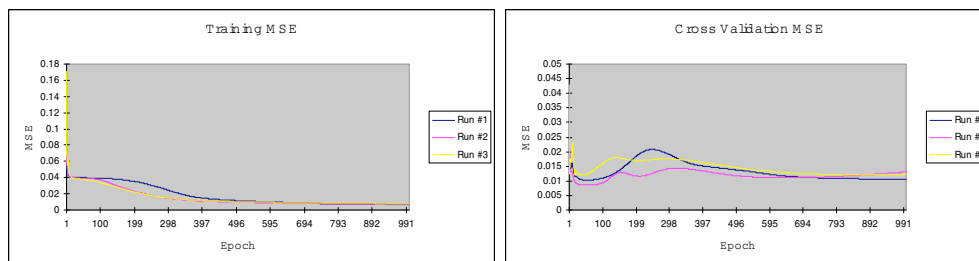 Training MSE
0.18
0.16
0.14
0.12
0.1
0.08
0.06
0.04
0.02
0
MSE
1 100 199 298 397 496 595 694 793 892 991
Epoch
Run #1
Run #2
Run #3
Cross Validation MSE
0.05
0.045
0.04
0.035
0.03
0.025
0.02
0.015
0.01
0.005
0
MSE
1 100 199 298 397 496 595 694 793 892 991
Epoch
Run #
Run #
Run #